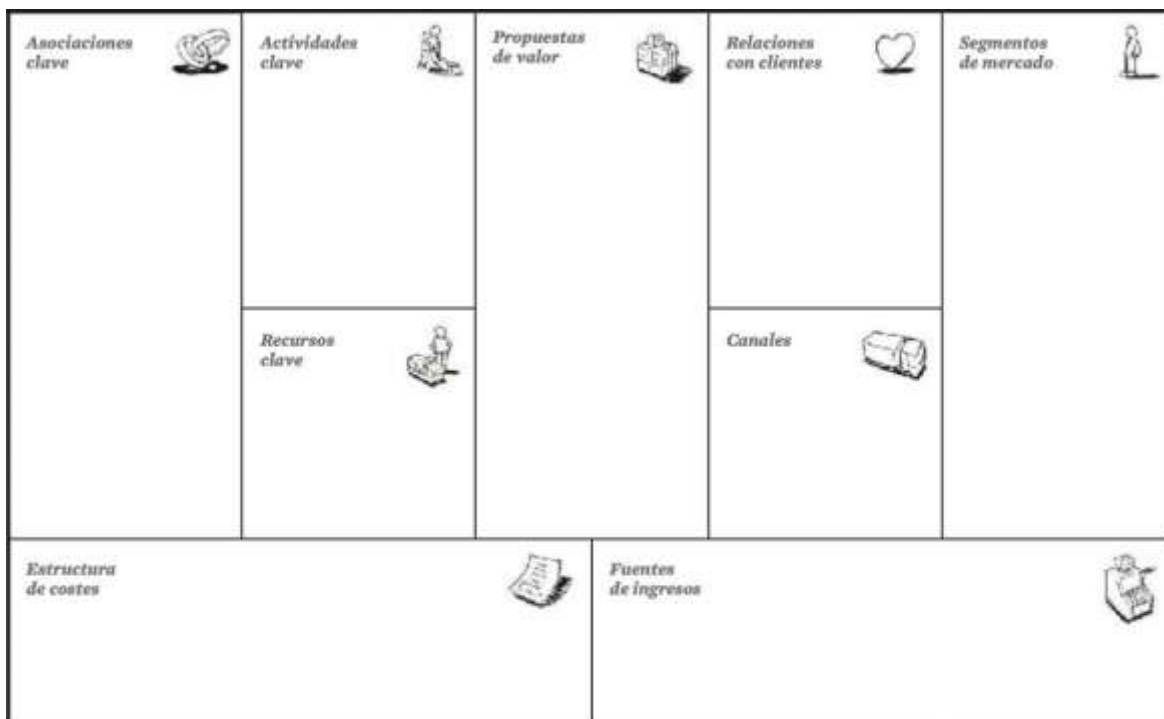 Asociaciones
clave
Actividades
clave
Propuestas
de valor
Relaciones
con clientes
Segmentos
de mercado
Recursos
clave
Canales
Estructura
de costes
Fuentes
de ingresos